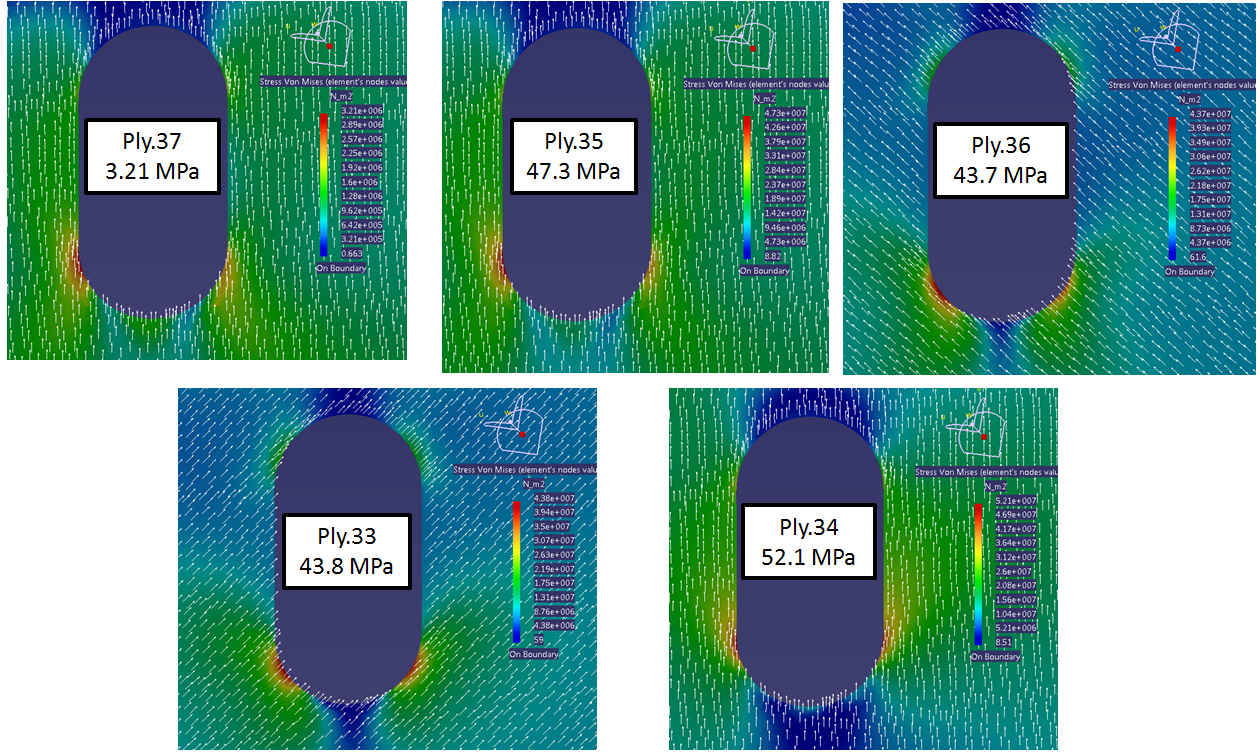 Stress Von Mises (element's nodes valu
N_m2
3.21e+006
2.89e+006
2.57e+006
2.25e+006
1.92e+006
1.6e+006
1.28e+006
9.62e+005
6.42e+005
3.21e+005
0.663
On Boundary
Ply.37
3.21 MPa
Stress Von Mises (element's nodes valu
N_m2
4.73e+007
4.26e+007
3.79e+007
3.31e+007
2.84e+007
2.37e+007
1.89e+007
1.42e+007
9.46e+006
4.73e+006
8.82
On Boundary
Ply.35
47.3 MPa
Stress Von Mises (element's nodes valu
N_m2
4.37e+007
3.93e+007
3.49e+007
3.06e+007
2.62e+007
2.18e+007
1.75e+007
1.31e+007
8.73e+006
4.37e+006
61.6
On Boundary
Ply.36
43.7 MPa
Stress Von Mises (element's nodes valu
N_m2
4.38e+007
3.94e+007
3.5e+007
3.07e+007
2.63e+007
2.19e+007
1.75e+007
1.31e+007
8.76e+006
4.38e+006
59
On Boundary
Ply.33
43.8 MPa
Stress Von Mises (element's nodes valu
N_m2
5.21e+007
4.69e+007
4.17e+007
3.64e+007
3.12e+007
2.6e+007
2.08e+007
1.56e+007
1.04e+007
5.21e+006
8.51
On Boundary
Ply.34
52.1 MPa